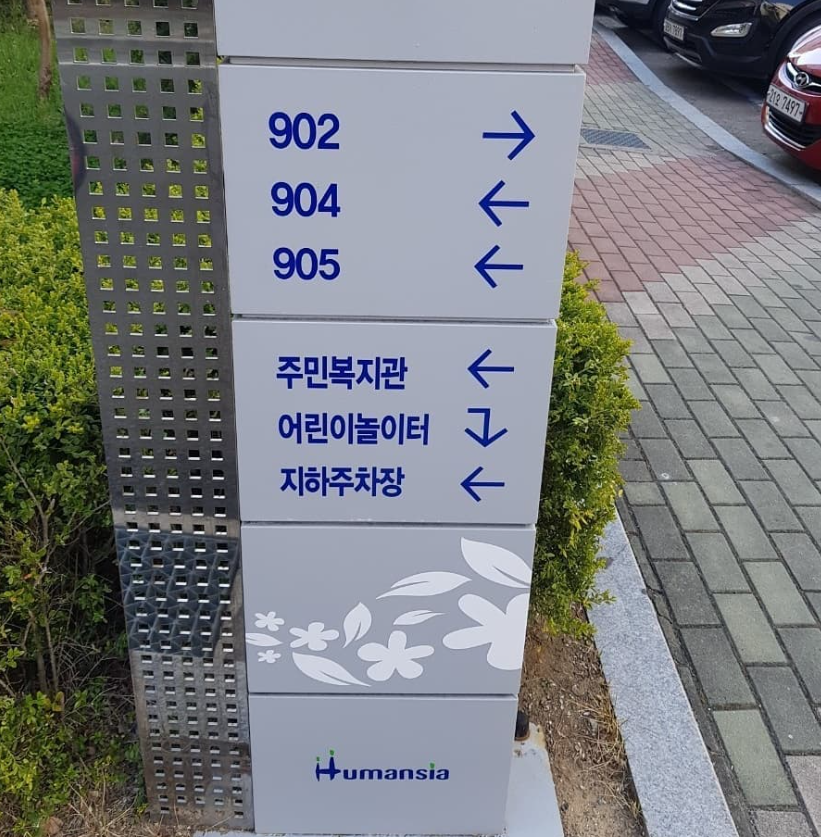 902 →
904 ←
905 ←
주민복지관 ←
어린이놀이터
지하주차장 ←
Humansia
7497